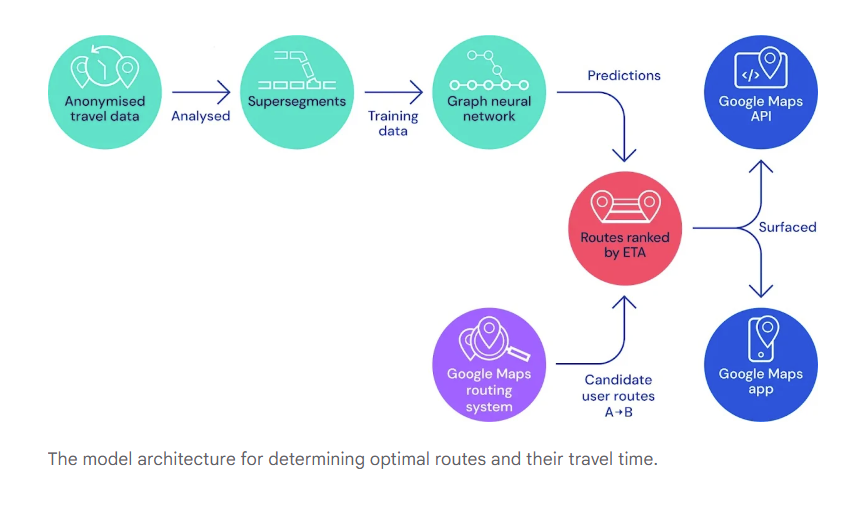 Anonymised
travel data
Analysed
Supersegments
Training
data
Graph neural
network
Predictions
Google Maps
API
</>
Routes ranked
by ETA
Surfaced
Google Maps
routing
system
Candidate
user routes
A→B
Google Maps
app
The model architecture for determining optimal routes and their travel time.